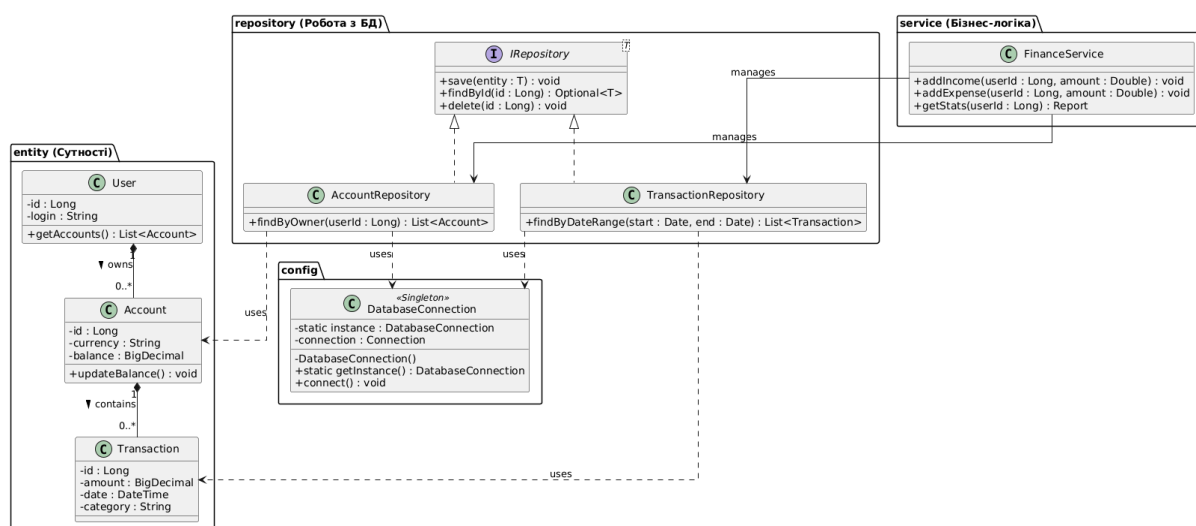 repository (Робота з БД)
I IRepository T
+save(entity : T) : void
+findById(id : Long) : Optional<T>
+delete(id : Long) : void
service (Бізнес-логіка)
C FinanceService
+addIncome(userId : Long, amount : Double) : void
+addExpense(userId : Long, amount : Double) : void
+getStats(userId : Long) : Report
manages
manages
entity (Сутності)
C User
-id : Long
-login : String
+getAccounts() : List<Account>
1
owns
0..*
C Account
-id : Long
-currency : String
-balance : BigDecimal
+updateBalance() : void
1
contains
0..*
C Transaction
-id : Long
-amount : BigDecimal
-date : DateTime
-category : String
C AccountRepository
+findByOwner(userId : Long) : List<Account>
C TransactionRepository
+findByDateRange(start : Date, end : Date) : List<Transaction>
uses
uses
uses
uses
config
C «Singleton»
DatabaseConnection
-static instance : DatabaseConnection
-connection : Connection
-DatabaseConnection()
+static getInstance() : DatabaseConnection
+connect() : void